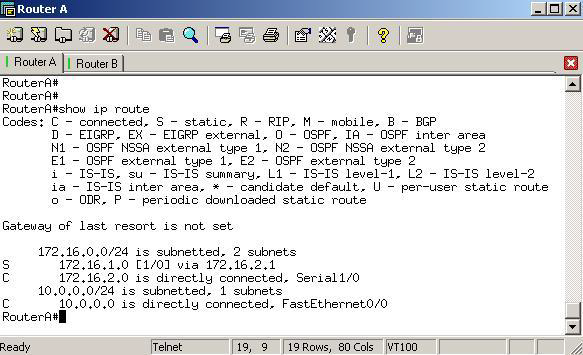 Router A
Router A
Router B
RouterA#
RouterA#
RouterA#show ip route
Codes: C - connected, S - static, R - RIP, M - mobile, B - BGP
D - EIGRP, EX - EIGRP external, O - OSPF, IA - OSPF inter area
N1 - OSPF NSSA external type 1, N2 - OSPF NSSA external type 2
E1 - OSPF external type 1, E2 - OSPF external type 2
i - IS-IS, su - IS-IS summary, L1 - IS-IS level-1, L2 - IS-IS level-2
ia - IS-IS inter area, * - candidate default, U - per-user static route
o - ODR, P - periodic downloaded static route
Gateway of last resort is not set
172.16.0.0/24 is subnetted, 2 subnets
S 172.16.1.0 [1/0] via 172.16.2.1
C 172.16.2.0 is directly connected, Serial1/0
10.0.0.0/24 is subnetted, 1 subnets
C 10.0.0.0 is directly connected, FastEthernet0/0
RouterA#
Ready Telnet 19, 9 19 Rows, 80 Cols VT100